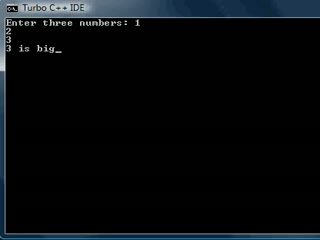 Turbo C++ IDE
Enter three numbers: 1
2
3
3 is big_